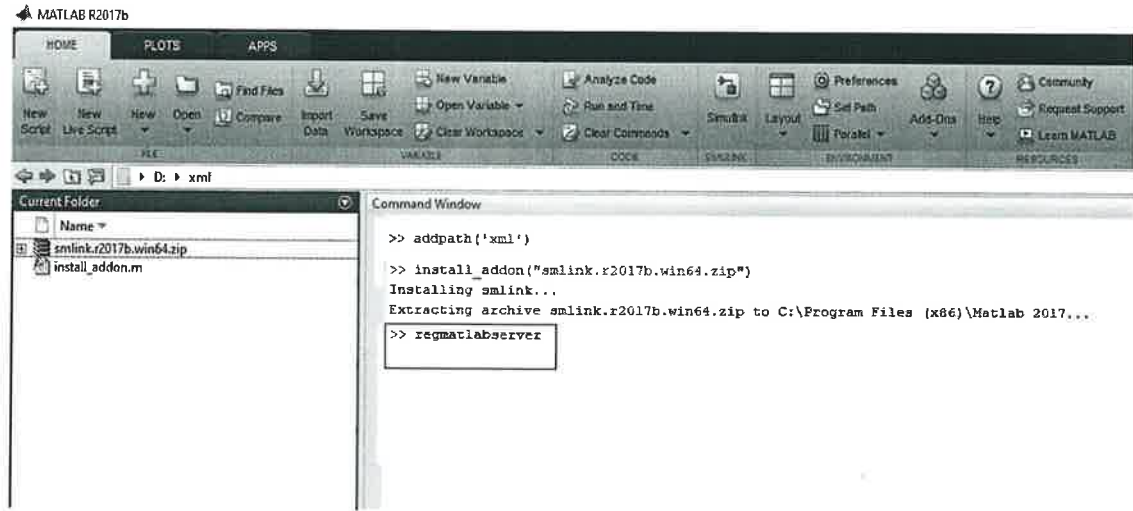 MATLAB R2017b
HOME PLOTS APPS
New Script
New Live Script
New
Open
Find Files
Compare
Import Data
Save Workspace
New Variable
Open Variable
Clear Workspace
Analyze Code
Run and Time
Clear Commands
Simulink
Layout
Preferences
Set Path
Parallel
Add-Ons
Help
Community
Request Support
Learn MATLAB
FILE VARIABLE CODE SIMULINK ENVIRONMENT RESOURCES
D: xml
Current Folder
Name
smlink.r2017b.win64.zip
install_addon.m
Command Window
>> addpath('xml')
>> install_addon("smlink.r2017b.win64.zip")
Installing smlink...
Extracting archive smlink.r2017b.win64.zip to C:\Program Files (x86)\Matlab 2017...
>> regmatlabserver